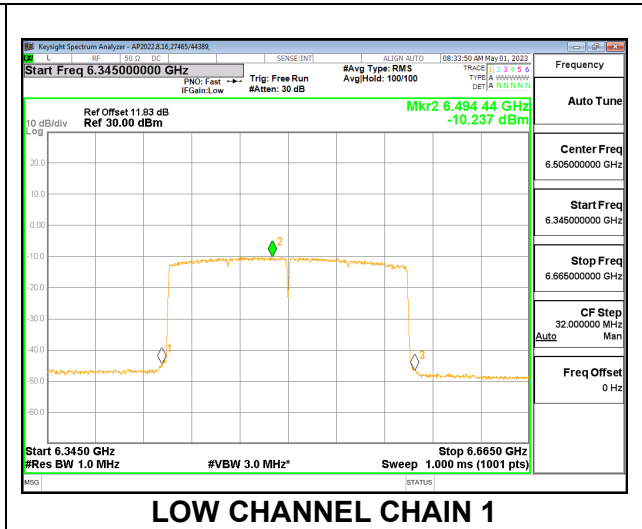 Keysight Spectrum Analyzer - AP2022.8.16,27465/44389,
LXI L RF 50 Ω DC SENSE:INT ALIGN AUTO 08:33:50 AM May 01, 2023
Start Freq 6.345000000 GHz
PNO: Fast
IFGain:Low
Trig: Free Run
#Atten: 30 dB
#Avg Type: RMS
Avg|Hold: 100/100
TRACE 1 2 3 4 5 6
TYPE A WWWWW
DET A N N N N N
Frequency
Ref Offset 11.83 dB
10 dB/div Ref 30.00 dBm
Log
Mkr2 6.494 44 GHz
-10.237 dBm
20.0
10.0
0.00
-10.0
-20.0
-30.0
-40.0
-50.0
-60.0
2
1
3
Start 6.3450 GHz Stop 6.6650 GHz
#Res BW 1.0 MHz #VBW 3.0 MHz* Sweep 1.000 ms (1001 pts)
MSG STATUS
Auto Tune
Center Freq
6.505000000 GHz
Start Freq
6.345000000 GHz
Stop Freq
6.665000000 GHz
CF Step
32.000000 MHz
Auto Man
Freq Offset
0 Hz
LOW CHANNEL CHAIN 1